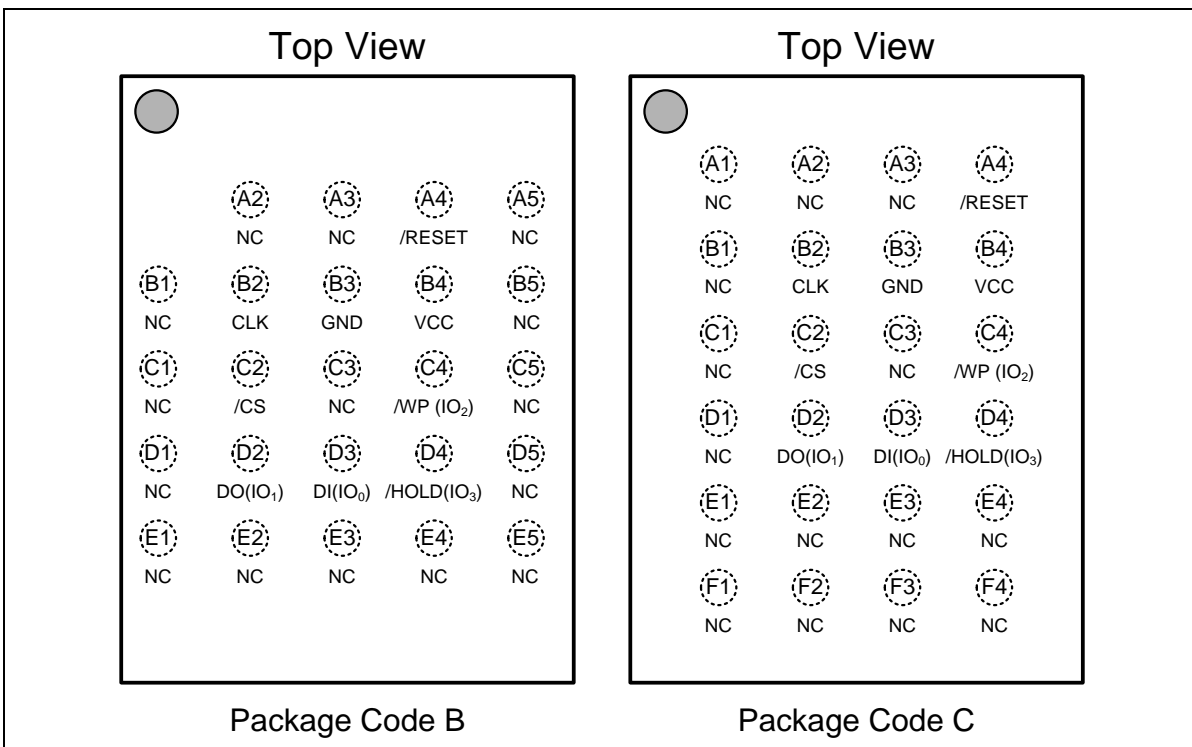 Top View
A2 A3 A4 A5
NC NC /RESET NC
B1 B2 B3 B4 B5
NC CLK GND VCC NC
C1 C2 C3 C4 C5
NC /CS NC /WP (IO₂) NC
D1 D2 D3 D4 D5
NC DO(IO₁) DI(IO₀) /HOLD(IO₃) NC
E1 E2 E3 E4 E5
NC NC NC NC NC
Package Code B
Top View
A1 A2 A3 A4
NC NC NC /RESET
B1 B2 B3 B4
NC CLK GND VCC
C1 C2 C3 C4
NC /CS NC /WP (IO₂)
D1 D2 D3 D4
NC DO(IO₁) DI(IO₀) /HOLD(IO₃)
E1 E2 E3 E4
NC NC NC NC
F1 F2 F3 F4
NC NC NC NC
Package Code C